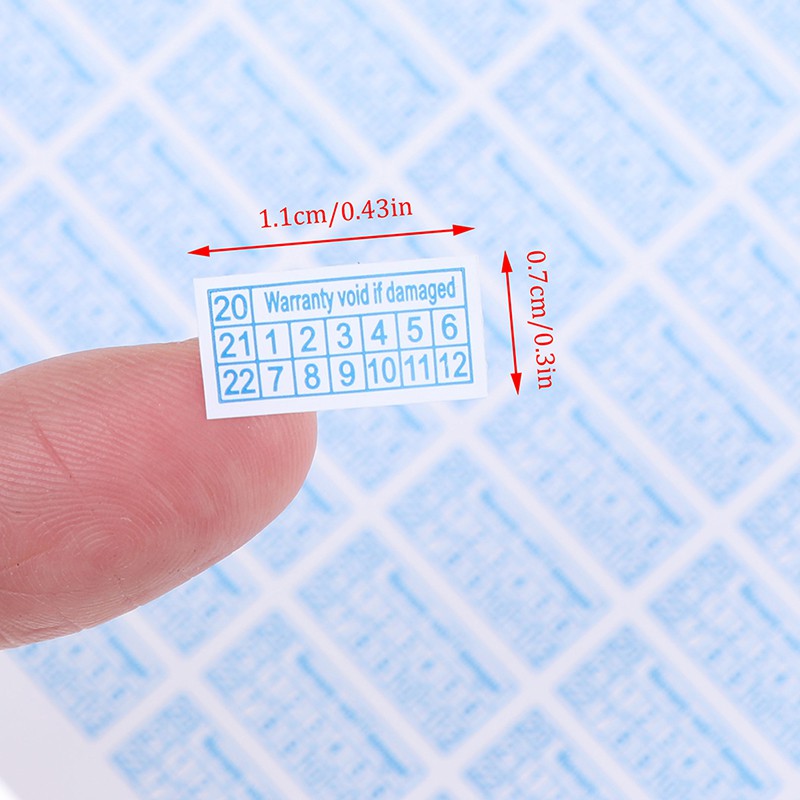 1.1cm/0.43in
0.7cm/0.3in
20 Warranty void if damaged
21 1 2 3 4 5 6
22 7 8 9 10 11 12